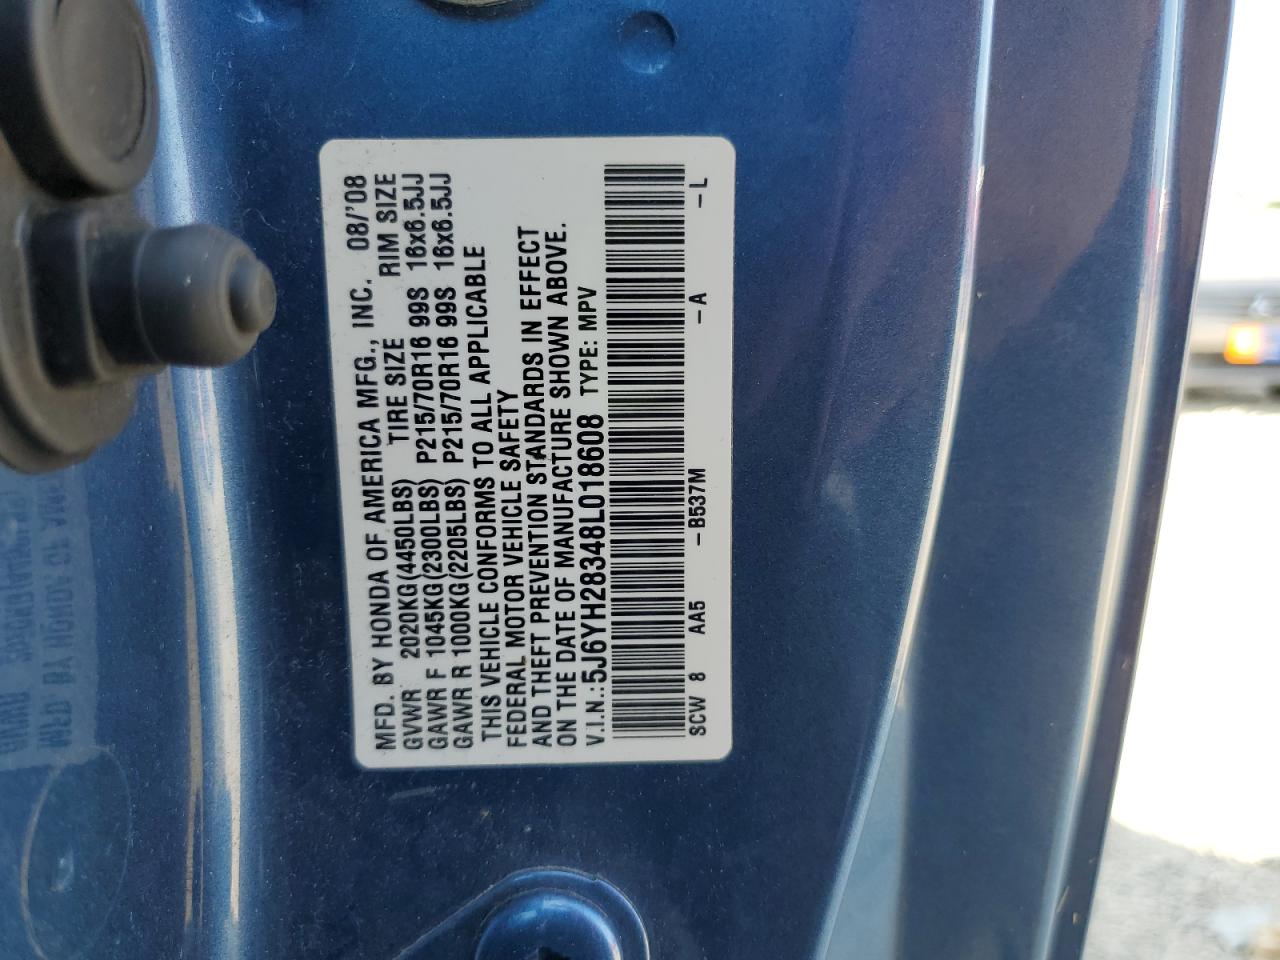 MFD. BY HONDA OF AMERICA MFG., INC. 08/'08
TIRE SIZE RIM SIZE
GVWR 2020KG(4450LBS)
GAWR F 1045KG(2300LBS) P215/70R16 99S 16x6.5JJ
GAWR R 1000KG(2205LBS) P215/70R16 99S 16x6.5JJ
THIS VEHICLE CONFORMS TO ALL APPLICABLE
FEDERAL MOTOR VEHICLE SAFETY
AND THEFT PREVENTION STANDARDS IN EFFECT
ON THE DATE OF MANUFACTURE SHOWN ABOVE.
V.I.N.:5J6YH28348L018608 TYPE: MPV
SCW 8 AA5 –B537M –A –L